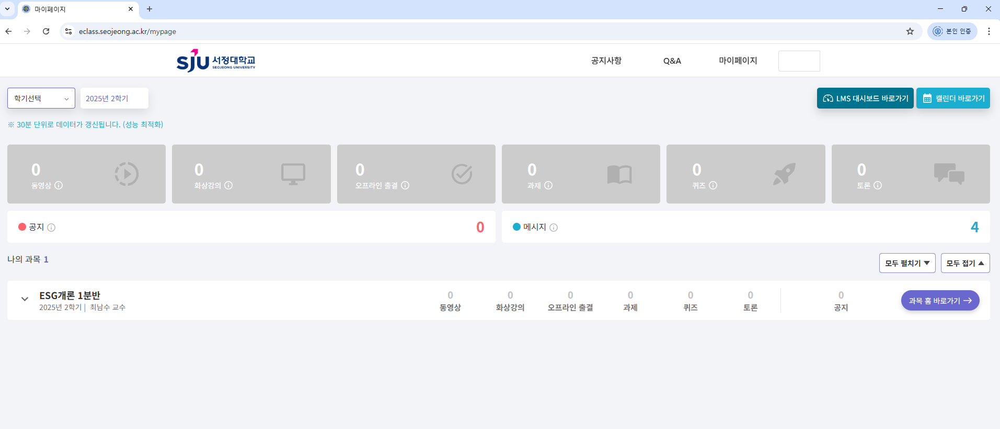 마이페이지
eclass.seojeong.ac.kr/mypage
본인 인증
SJU 서정대학교
SEOJEONG UNIVERSITY
공지사항
Q&A
마이페이지
학기선택
2025년 2학기
LMS 대시보드 바로가기
캘린더 바로가기
※ 30분 단위로 데이터가 갱신됩니다. (성능 최적화)
0
동영상
0
화상강의
0
오프라인 출결
0
과제
0
퀴즈
0
토론
공지
0
메시지
4
나의 과목 1
모두 펼치기
모두 접기
ESG개론 1분반
2025년 2학기 | 최남수 교수
0
동영상
0
화상강의
0
오프라인 출결
0
과제
0
퀴즈
0
토론
0
공지
과목 홈 바로가기